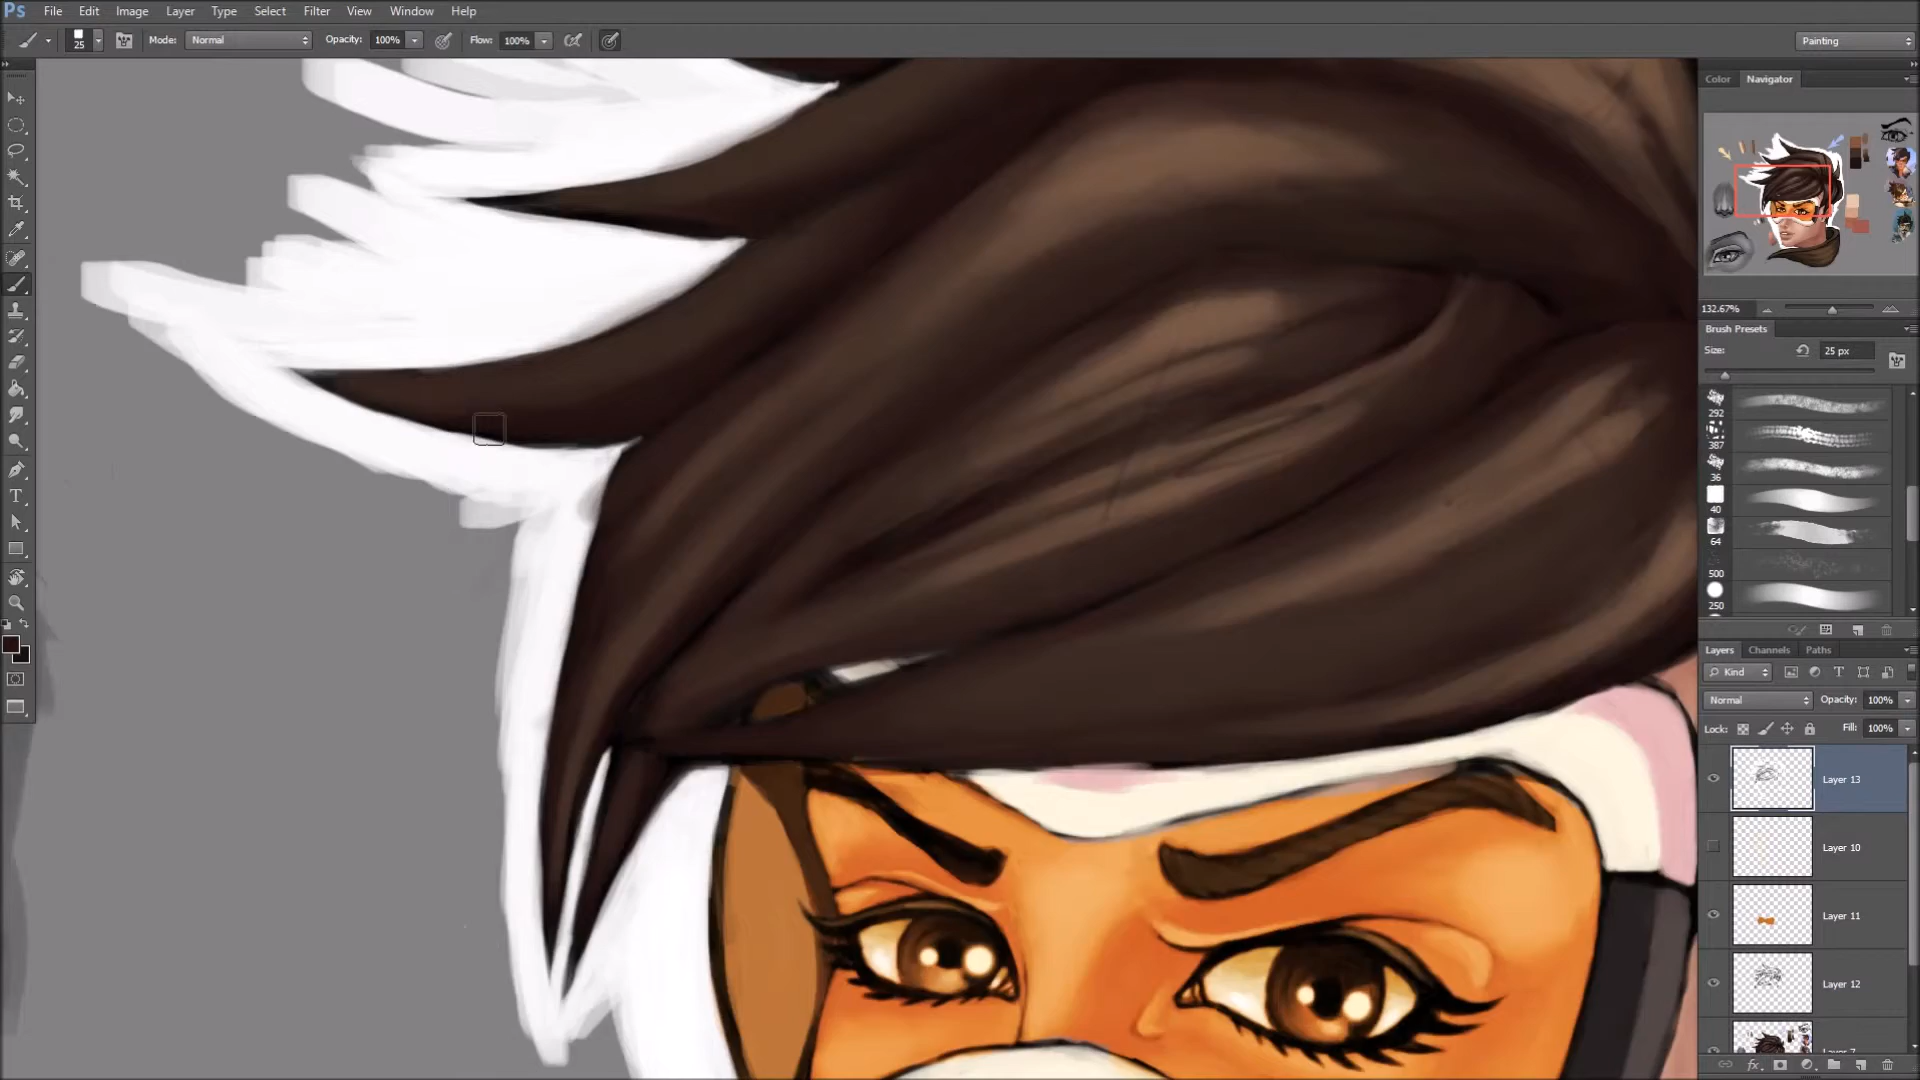 Ps File Edit Image Layer Type Select Filter View Window Help
25 Mode: Normal Opacity: 100% Flow: 100% Painting
Color Navigator
132.67%
Brush Presets
Size: 25 px
292
387
36
40
64
500
250
Layers Channels Paths
Kind
Normal Opacity: 100%
Lock: Fill: 100%
Layer 13
Layer 10
Layer 11
Layer 12